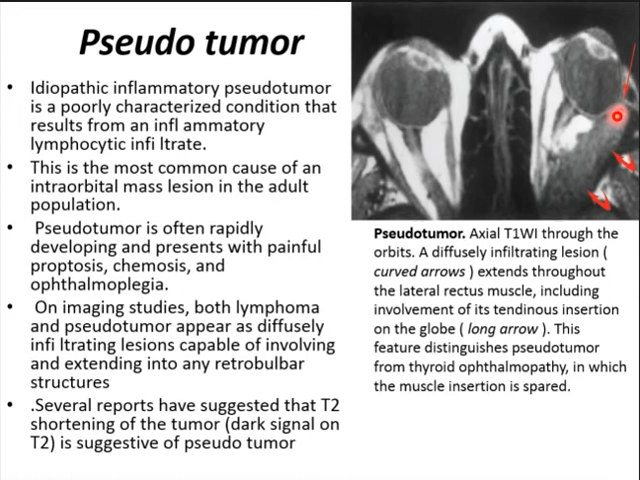 Pseudo tumor
• Idiopathic inflammatory pseudotumor
is a poorly characterized condition that
results from an infl ammatory
lymphocytic infi ltrate.
• This is the most common cause of an
intraorbital mass lesion in the adult
population.
• Pseudotumor is often rapidly
developing and presents with painful
proptosis, chemosis, and
ophthalmoplegia.
• On imaging studies, both lymphoma
and pseudotumor appear as diffusely
infi ltrating lesions capable of involving
and extending into any retrobulbar
structures
• .Several reports have suggested that T2
shortening of the tumor (dark signal on
T2) is suggestive of pseudo tumor
Pseudotumor. Axial T1WI through the
orbits. A diffusely infiltrating lesion (
curved arrows ) extends throughout
the lateral rectus muscle, including
involvement of its tendinous insertion
on the globe ( long arrow ). This
feature distinguishes pseudotumor
from thyroid ophthalmopathy, in which
the muscle insertion is spared.